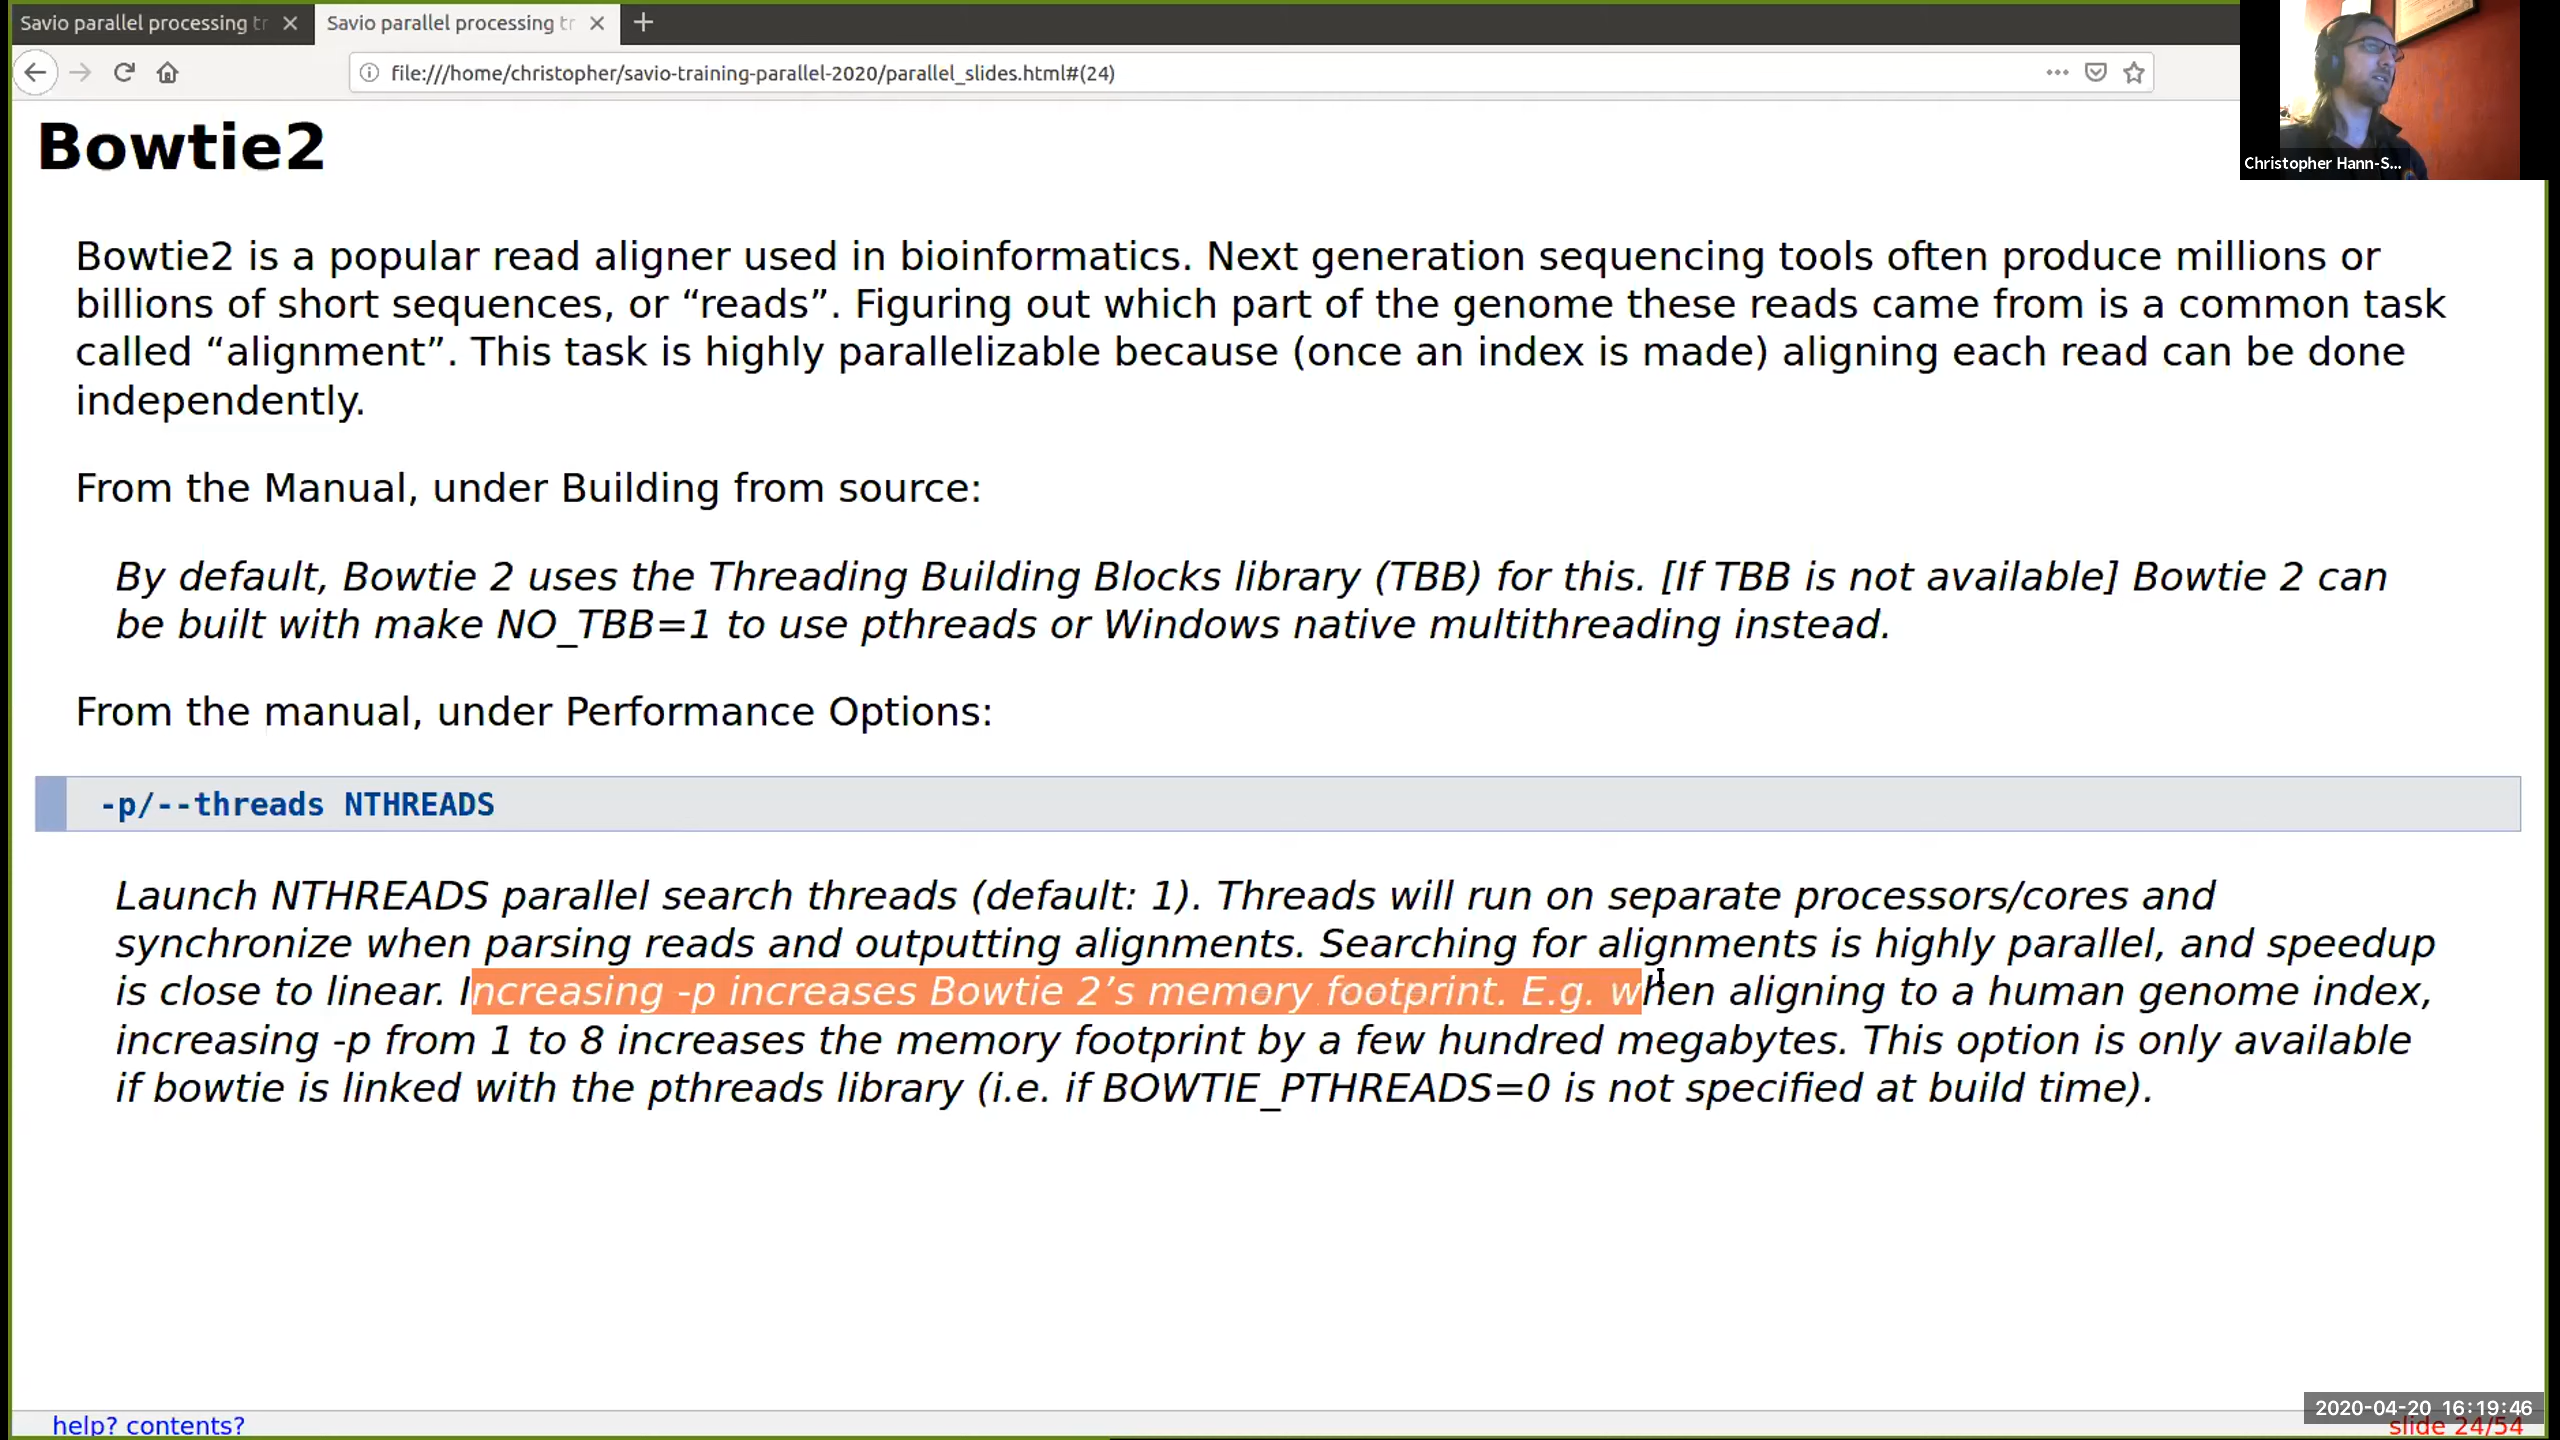 Savio parallel processing tr
Savio parallel processing tr
file:///home/christopher/savio-training-parallel-2020/parallel_slides.html#(24)
Christopher Hann-S...
Bowtie2
Bowtie2 is a popular read aligner used in bioinformatics. Next generation sequencing tools often produce millions or
billions of short sequences, or “reads”. Figuring out which part of the genome these reads came from is a common task
called “alignment”. This task is highly parallelizable because (once an index is made) aligning each read can be done
independently.
From the Manual, under Building from source:
By default, Bowtie 2 uses the Threading Building Blocks library (TBB) for this. [If TBB is not available] Bowtie 2 can
be built with make NO_TBB=1 to use pthreads or Windows native multithreading instead.
From the manual, under Performance Options:
-p/--threads NTHREADS
Launch NTHREADS parallel search threads (default: 1). Threads will run on separate processors/cores and
synchronize when parsing reads and outputting alignments. Searching for alignments is highly parallel, and speedup
is close to linear. Increasing -p increases Bowtie 2’s memory footprint. E.g. when aligning to a human genome index,
increasing -p from 1 to 8 increases the memory footprint by a few hundred megabytes. This option is only available
if bowtie is linked with the pthreads library (i.e. if BOWTIE_PTHREADS=0 is not specified at build time).
2020-04-20 16:19:46
help? contents?
slide 24/54